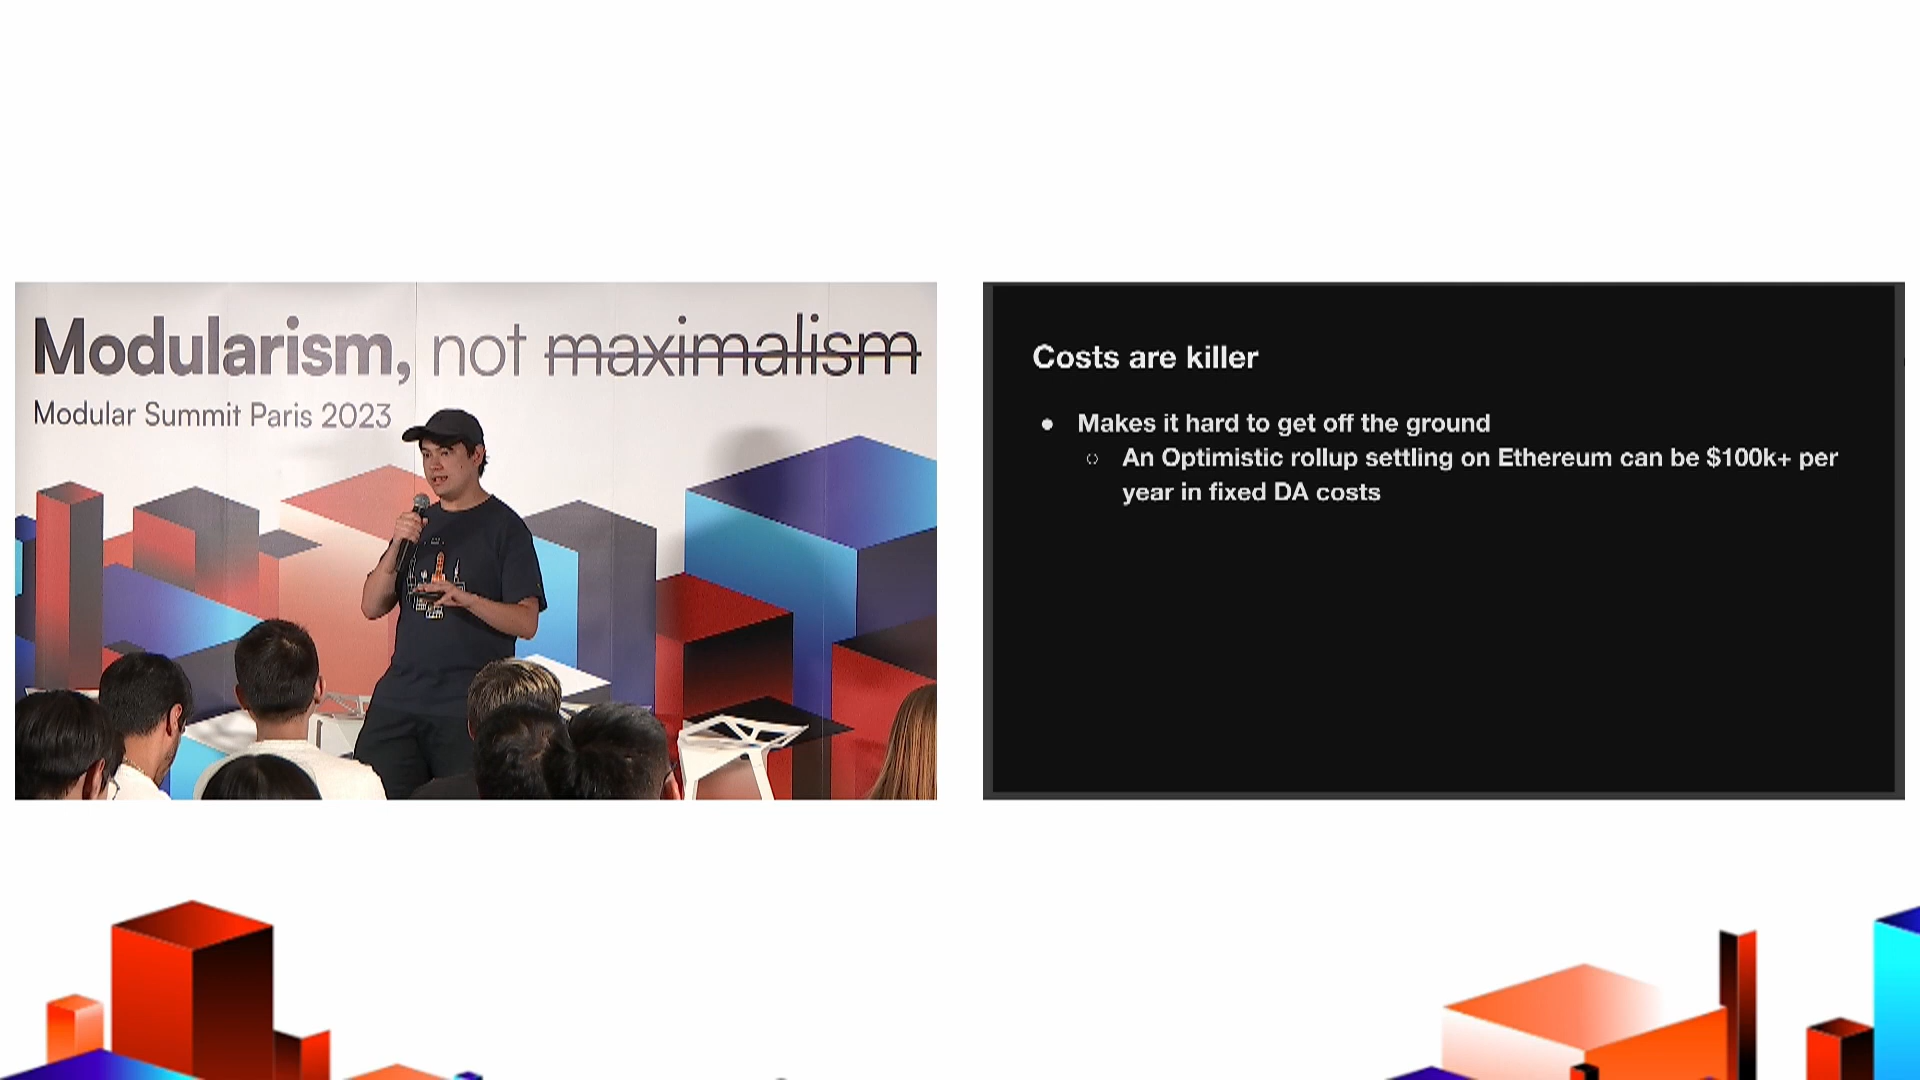 Modularism, not maximalism
Modular Summit Paris 2023
Costs are killer
● Makes it hard to get off the ground
○ An Optimistic rollup settling on Ethereum can be $100k+ per
year in fixed DA costs